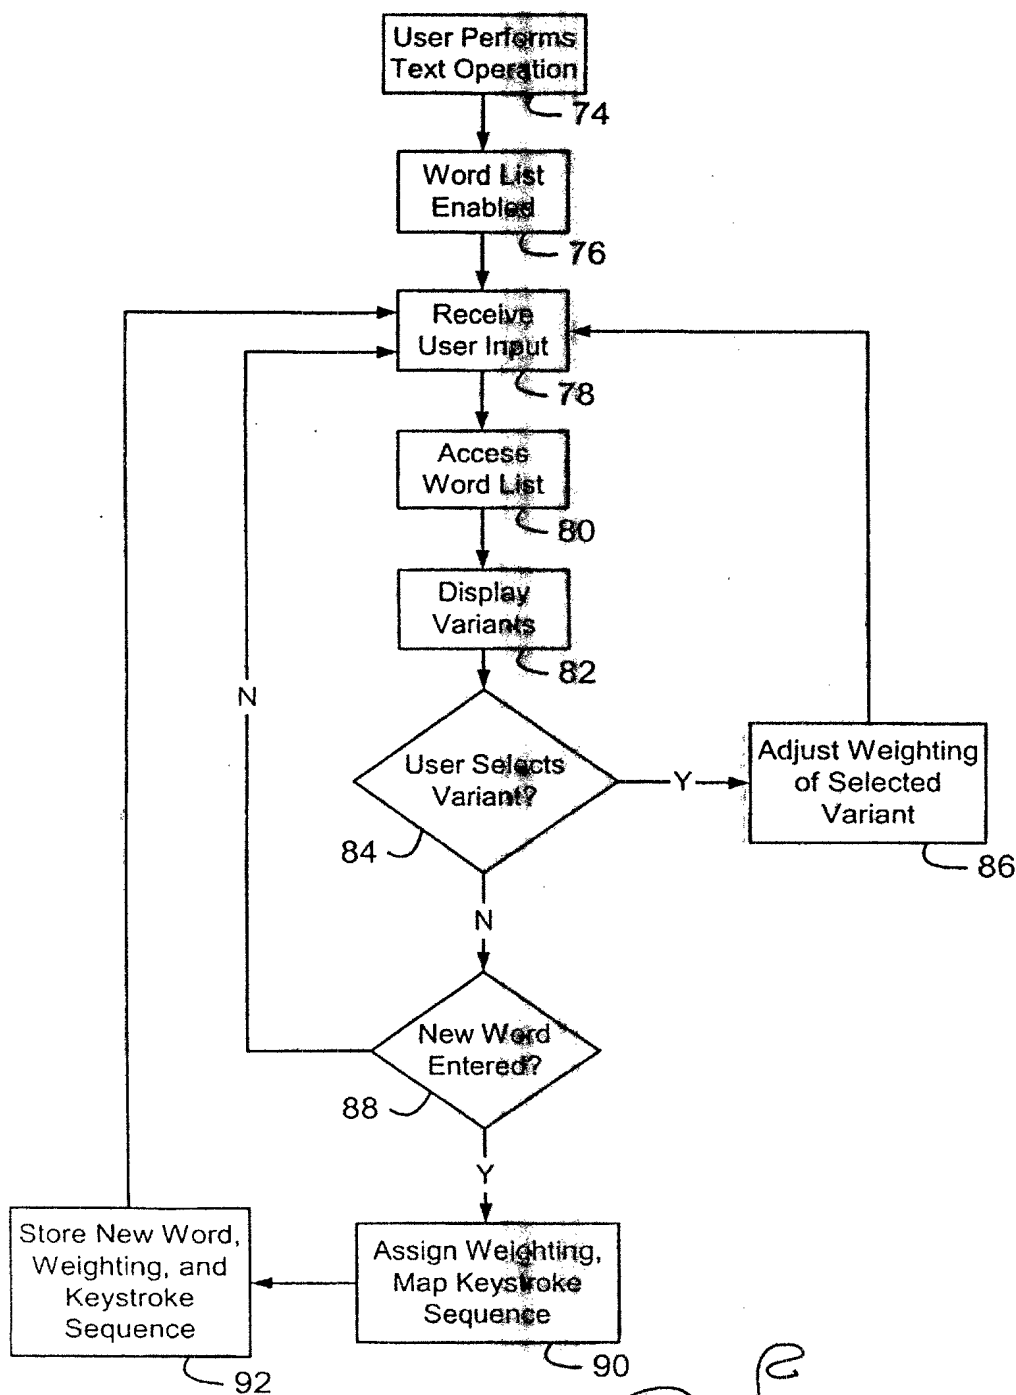 User Performs
Text Operation
74
Word List
Enabled
76
Receive
User Input
78
Access
Word List
80
Display
Variants
82
N
User Selects
Variant?
84
Y
Adjust Weighting
of Selected
Variant
86
N
New Word
Entered?
88
Y
Store New Word,
Weighting, and
Keystroke
Sequence
92
Assign Weighting,
Map Keystroke
Sequence
90